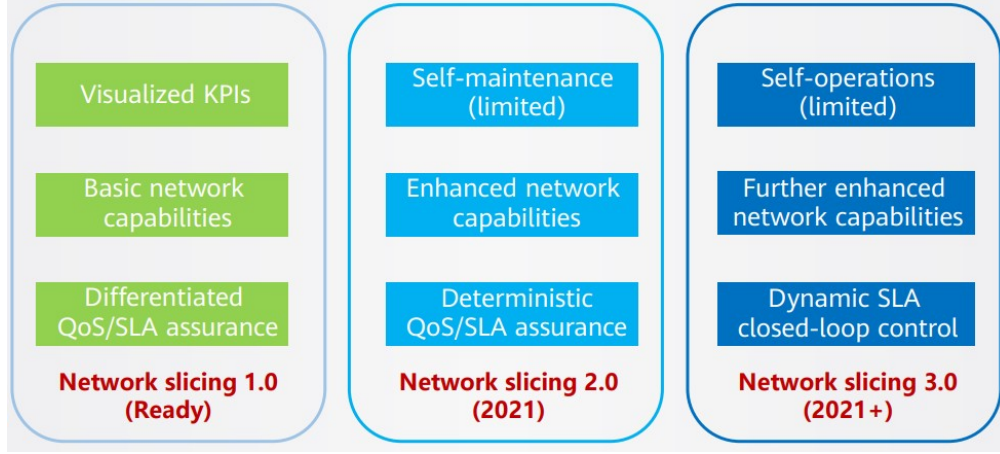 Visualized KPIs
Basic network
capabilities
Differentiated
QoS/SLA assurance
Network slicing 1.0
(Ready)
Self-maintenance
(limited)
Enhanced network
capabilities
Deterministic
QoS/SLA assurance
Network slicing 2.0
(2021)
Self-operations
(limited)
Further enhanced
network capabilities
Dynamic SLA
closed-loop control
Network slicing 3.0
(2021+)